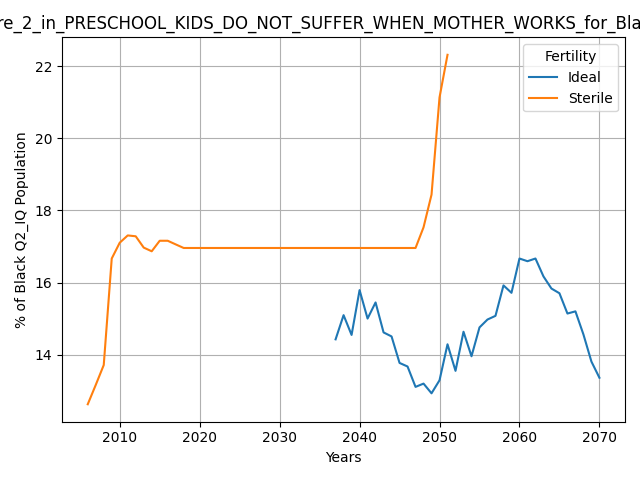 re_2_in_PRESCHOOL_KIDS_DO_NOT_SUFFER_WHEN_MOTHER_WORKS_for_Bla
Fertility
Ideal
Sterile
% of Black Q2_IQ Population
22
20
18
16
14
2010 2020 2030 2040 2050 2060 2070
Years